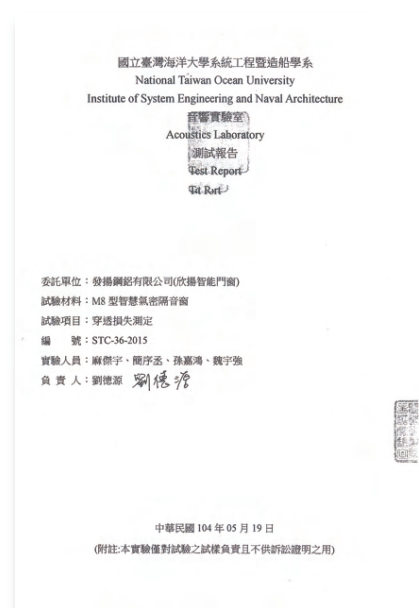 國立臺灣海洋大學系統工程暨造船學系
National Taiwan Ocean University
Institute of System Engineering and Naval Architecture
音響實驗室
Acoustics Laboratory
測試報告
Test Report
委託單位：發揚鋼鋁有限公司(欣揚智能門窗)
試驗材料：M8 型智慧氣密隔音窗
試驗項目：穿透損失測定
編 號：STC-36-2015
實驗人員：麻傑宇、簡序丞、孫嘉鴻、魏宇強
負 責 人：劉德源 劉德源
中華民國 104 年 05 月 19 日
(附註:本實驗僅對試驗之試樣負責且不供訴訟證明之用)